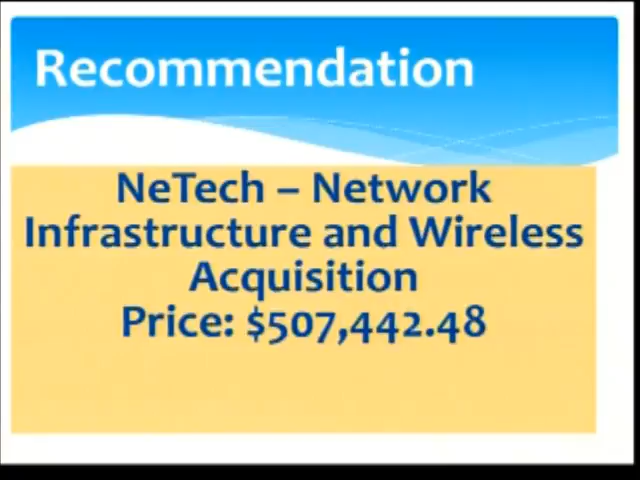 Recommendation
NeTech – Network
Infrastructure and Wireless
Acquisition
Price: $507,442.48